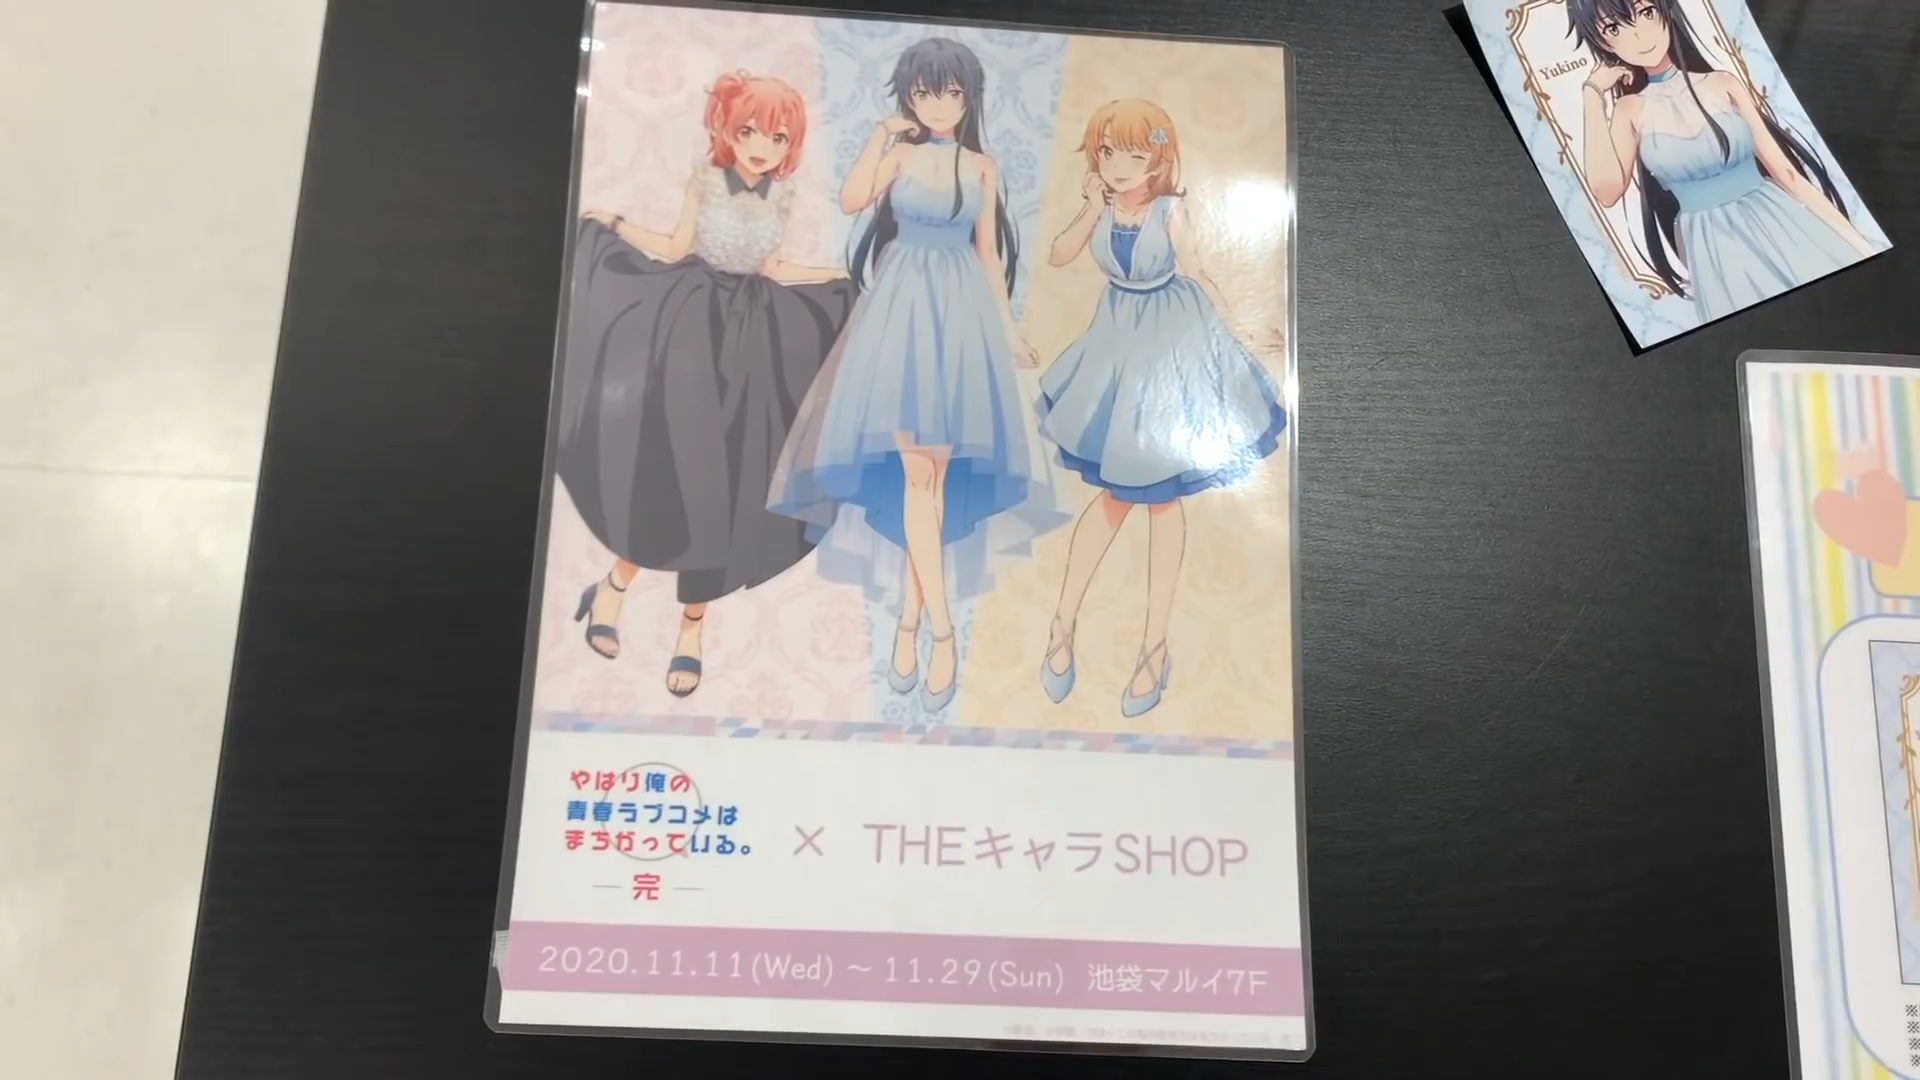 Yukino
やはり俺の
青春ラブコメは
まちがっている。
完
× THEキャラSHOP
2020.11.11(Wed) ~ 11.29(Sun) 池袋マルイ7F